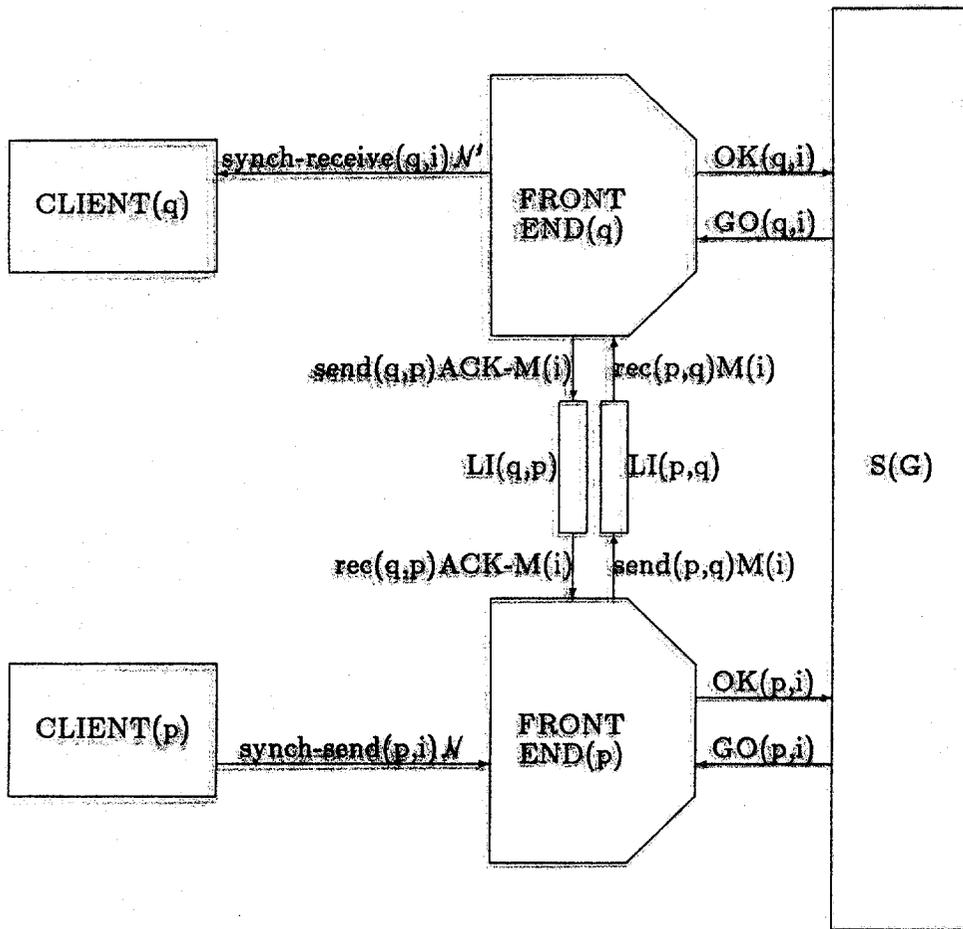 synch-receive(q,i)N'
OK(q,i)
CLIENT(q)
FRONT
END(q)
GO(q,i)
send(q,p)ACK-M(i)
rec(p,q)M(i)
LI(q,p)
LI(p,q)
S(G)
rec(q,p)ACK-M(i)
send(p,q)M(i)
OK(p,i)
CLIENT(p)
FRONT
END(p)
synch-send(p,i)N
GO(p,i)